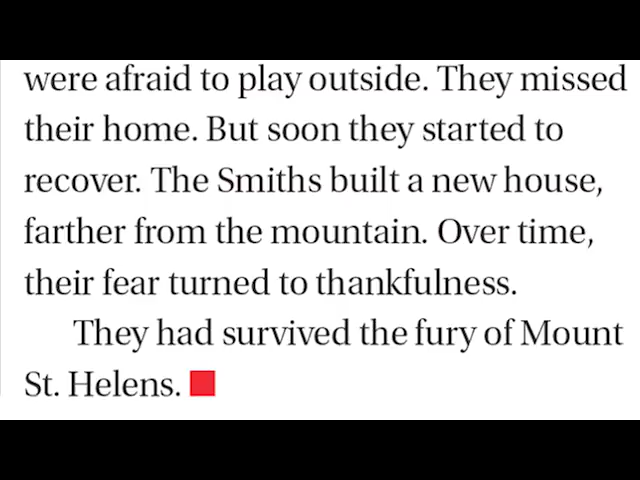 were afraid to play outside. They missed
their home. But soon they started to
recover. The Smiths built a new house,
farther from the mountain. Over time,
their fear turned to thankfulness.
They had survived the fury of Mount
St. Helens.